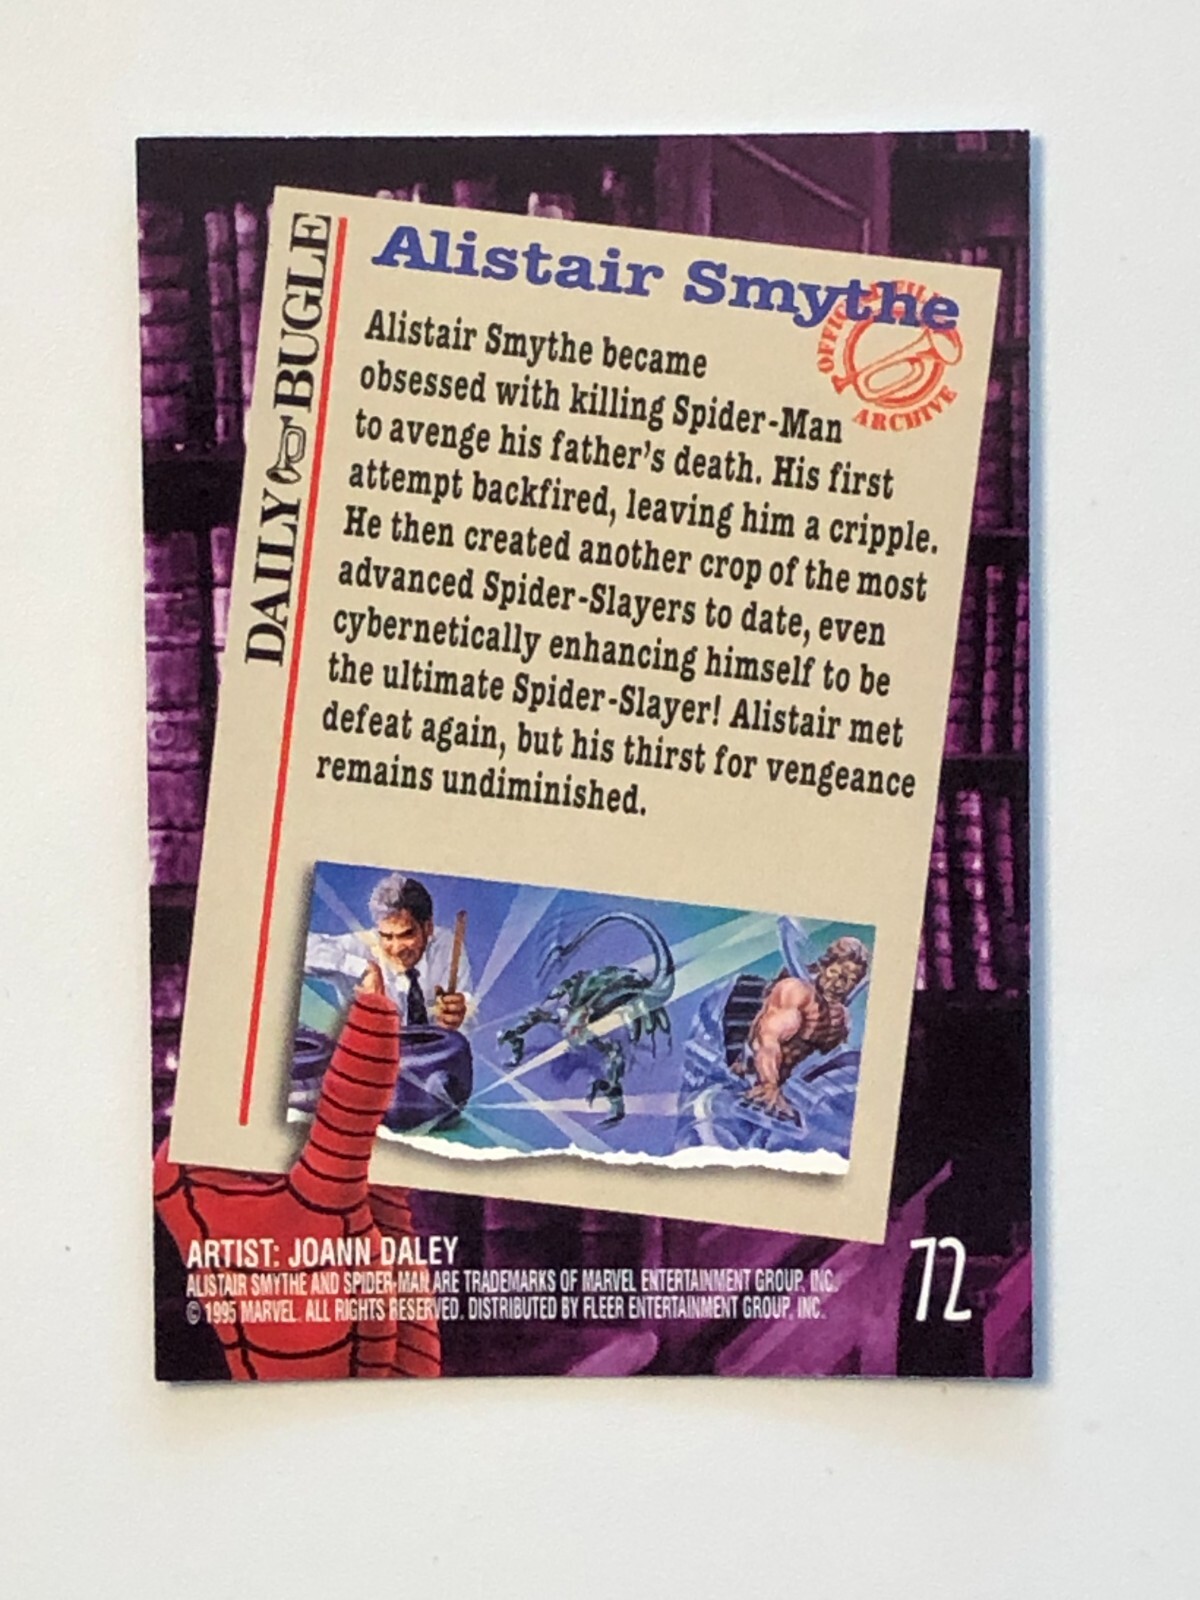 DAILY BUGLE
Alistair Smythe
OFFICIAL FILE
ARCHIVE
Alistair Smythe became
obsessed with killing Spider-Man
to avenge his father's death. His first
attempt backfired, leaving him a cripple.
He then created another crop of the most
advanced Spider-Slayers to date, even
cybernetically enhancing himself to be
the ultimate Spider-Slayer! Alistair met
defeat again, but his thirst for vengeance
remains undiminished.
ARTIST: JOANN DALEY
ALISTAIR SMYTHE AND SPIDER-MAN ARE TRADEMARKS OF MARVEL ENTERTAINMENT GROUP, INC.
© 1995 MARVEL. ALL RIGHTS RESERVED. DISTRIBUTED BY FLEER ENTERTAINMENT GROUP, INC.
72